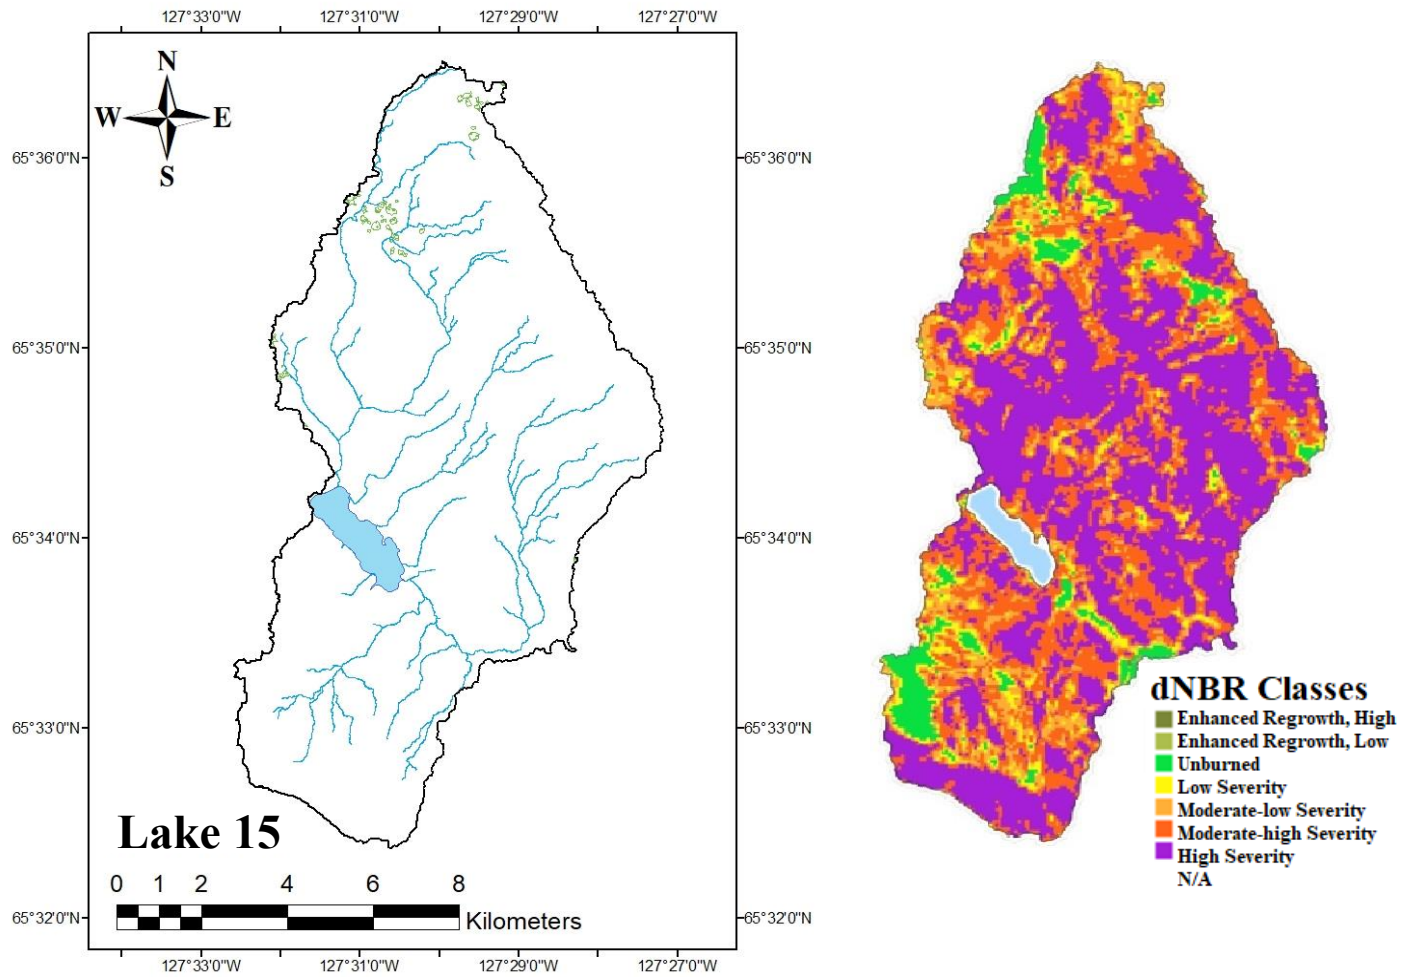 127°33'0"W 127°31'0"W 127°29'0"W 127°27'0"W
N
W E
S
65°36'0"N 65°36'0"N
65°35'0"N 65°35'0"N
65°34'0"N 65°34'0"N
65°33'0"N 65°33'0"N
65°32'0"N 65°32'0"N
Lake 15
0 1 2 4 6 8
Kilometers
127°33'0"W 127°31'0"W 127°29'0"W 127°27'0"W
dNBR Classes
Enhanced Regrowth, High
Enhanced Regrowth, Low
Unburned
Low Severity
Moderate-low Severity
Moderate-high Severity
High Severity
N/A